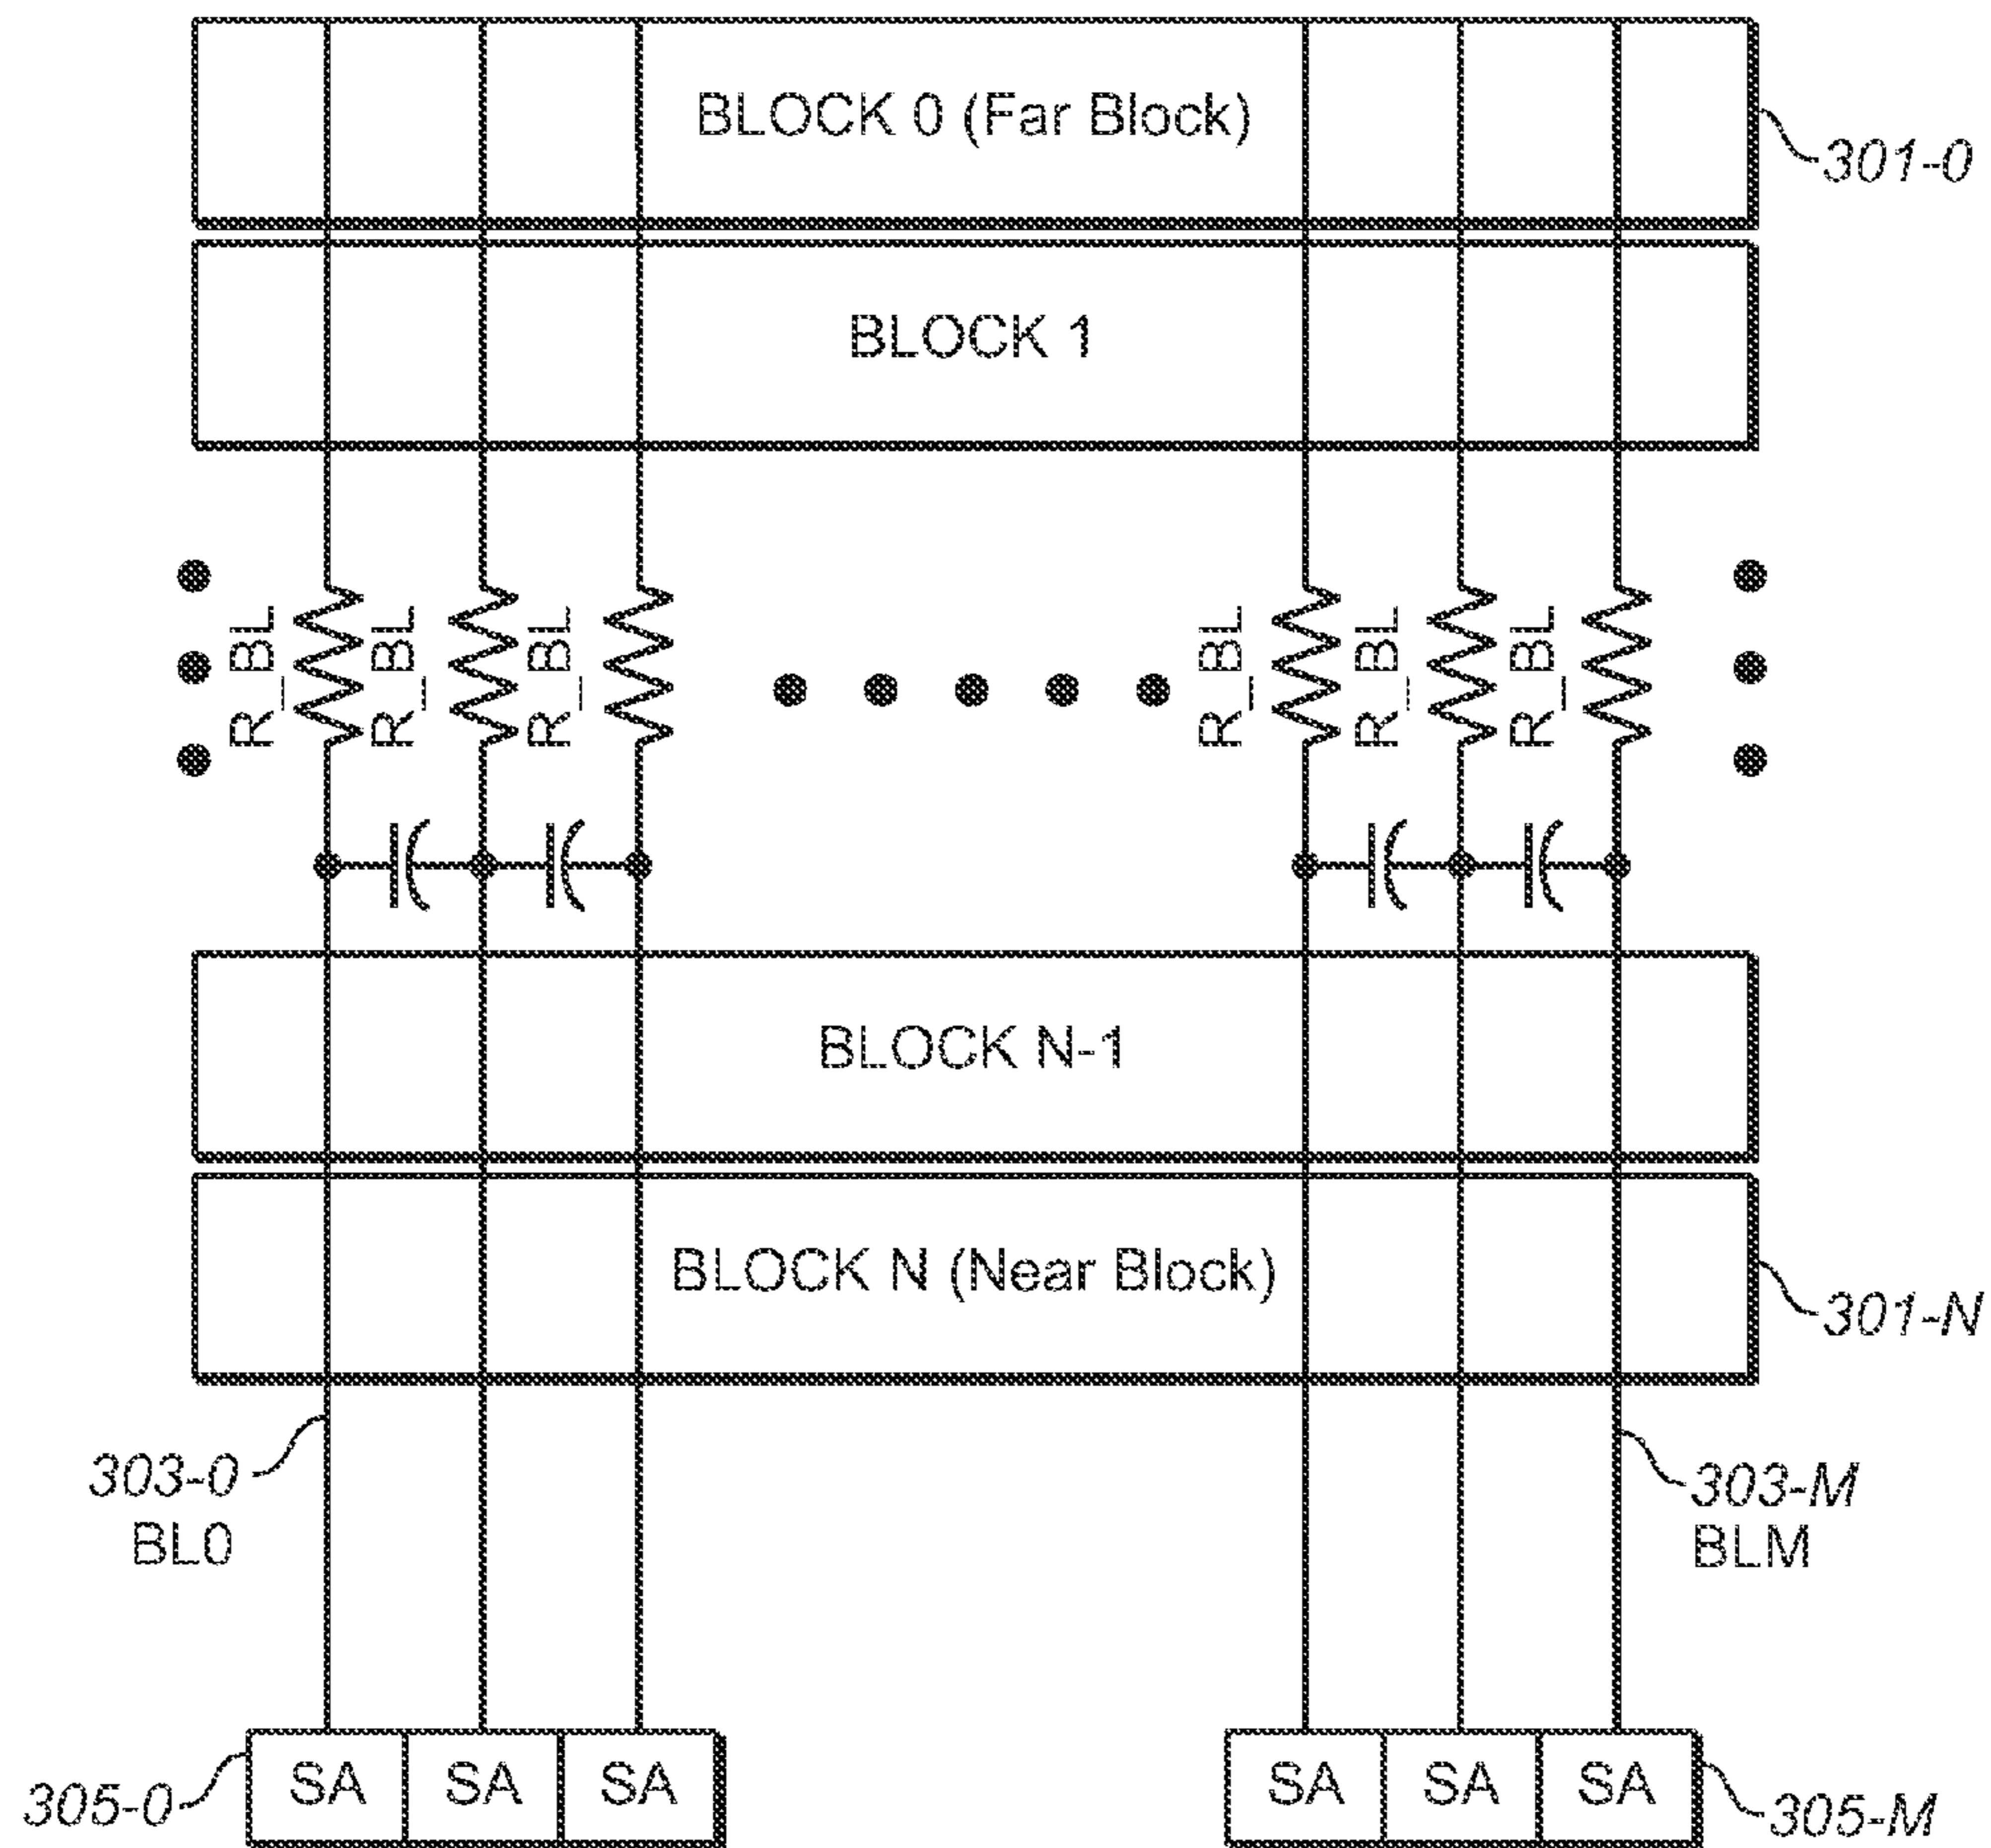 BLOCK 0 (Far Block)
301-0
BLOCK 1
R_BL
R_BL
R_BL
R_BL
R_BL
R_BL
BLOCK N-1
BLOCK N (Near Block)
301-N
303-0
BL0
303-M
BLM
SA
SA
SA
SA
SA
SA
305-0
305-M